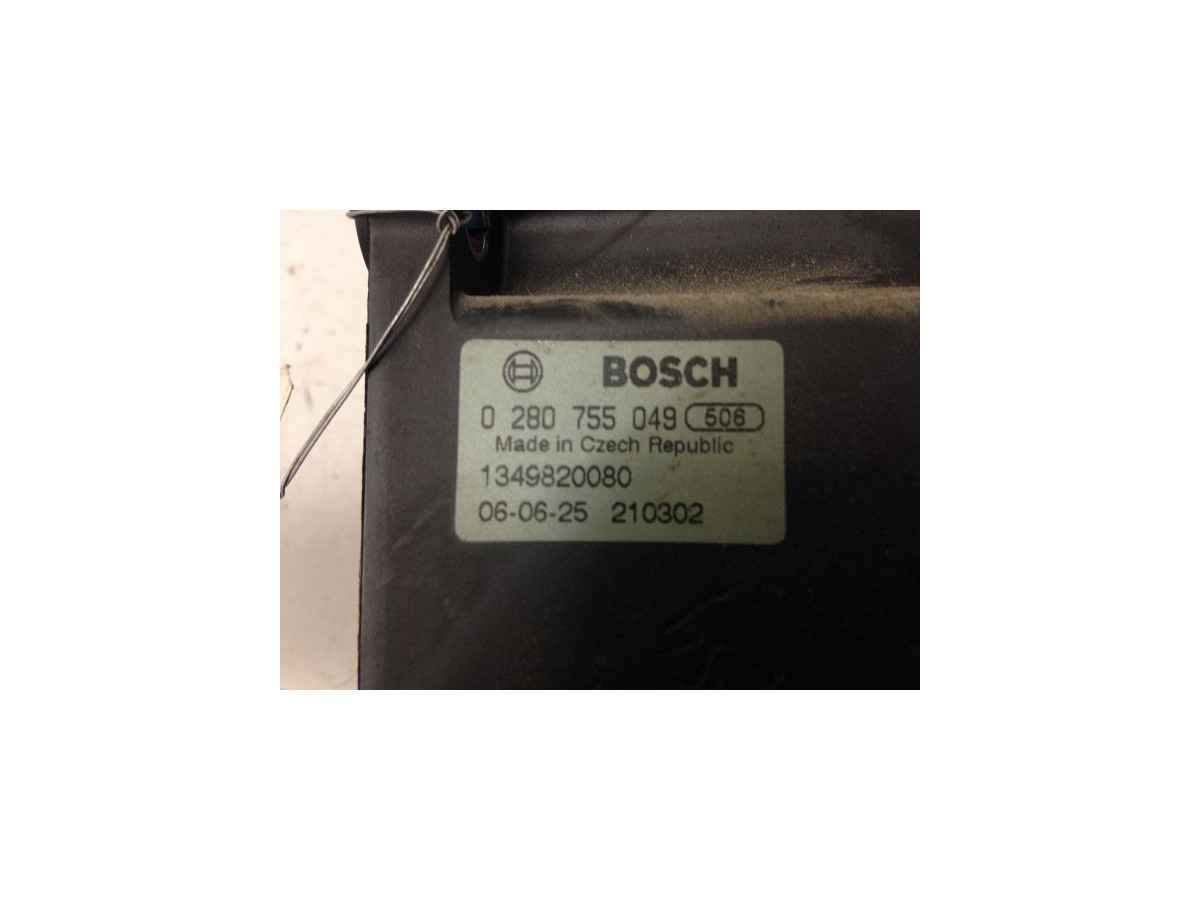 BOSCH
0 280 755 049 506
Made in Czech Republic
1349820080
06-06-25 210302